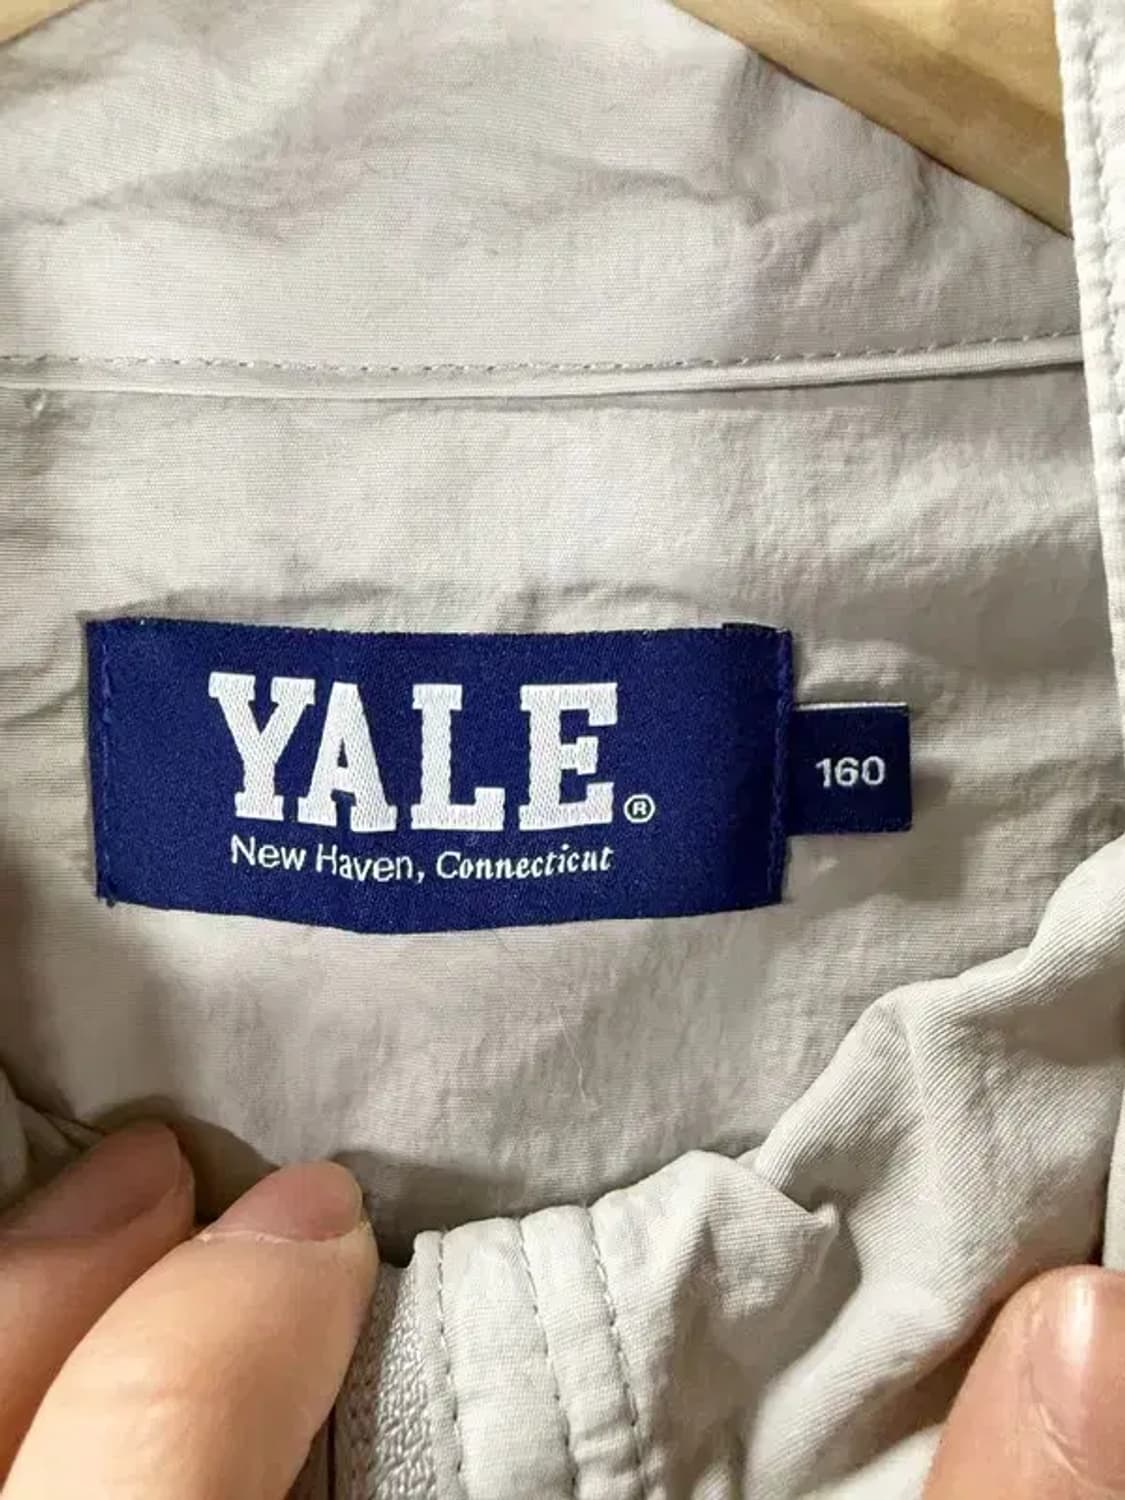 YALE®
New Haven, Connecticut
160